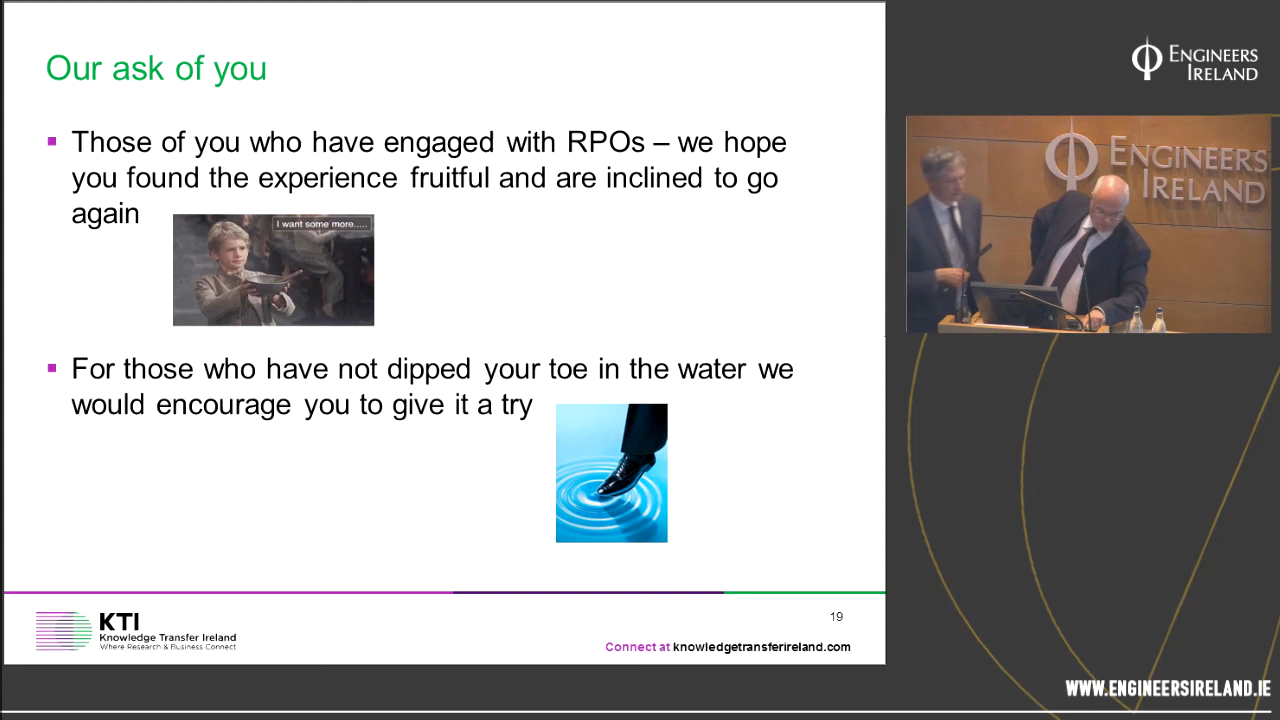 Our ask of you
Those of you who have engaged with RPOs – we hope
you found the experience fruitful and are inclined to go
again
I want some more.....
For those who have not dipped your toe in the water we
would encourage you to give it a try
KTI
Knowledge Transfer Ireland
Where Research & Business Connect
19
Connect at knowledgetransferireland.com
ENGINEERS
IRELAND
ENGINEERS
IRELAND
WWW.ENGINEERSIRELAND.IE